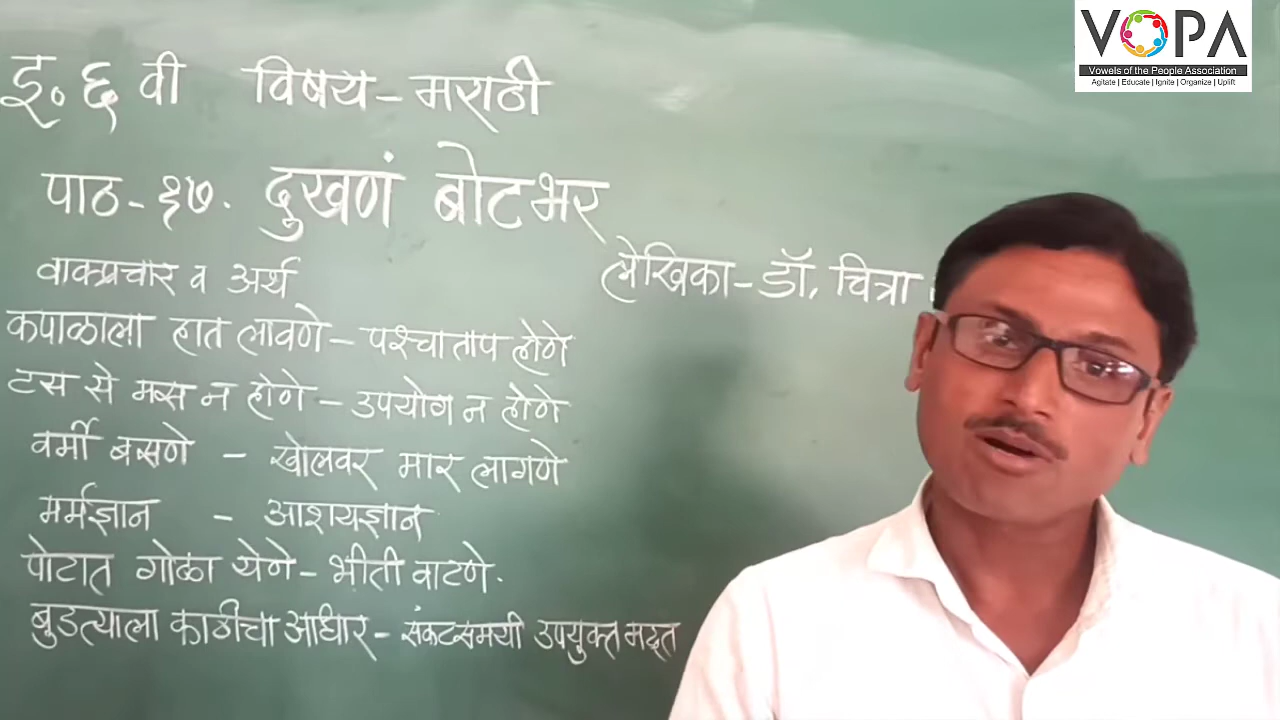 VOPA
Vowels of the People Association
Agitate | Educate | Ignite | Organize | Uplift
इ. ६ वी विषय - मराठी
पाठ - १७. दुखणं बोटभर
लेखिका - डॉ. चित्रा
वाक्प्रचार व अर्थ
कपाळाला हात लावणे - पश्चाताप होणे
टस से मस न होणे - उपयोग न होणे
वर्मी बसणे - खोलवर मार लागणे
मर्मज्ञान - आशयज्ञान
पोटात गोळा येणे - भीती वाटणे.
बुडत्याला काठीचा आधार - संकटसमयी उपयुक्त मदत